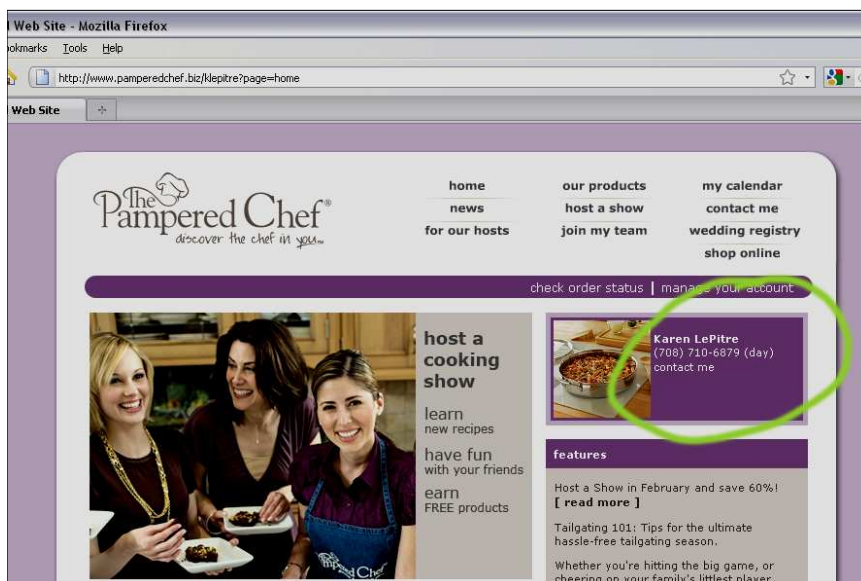 Web Site - Mozilla Firefox
Tools Help
http://www.pamperedchef.biz/klepitre?page=home
Web Site
The
Pampered Chef®
discover the chef in you™
home
news
for our hosts
our products
host a show
join my team
my calendar
contact me
wedding registry
shop online
check order status | manage your account
host a
cooking
show
learn
new recipes
have fun
with your friends
earn
FREE products
Pampered Chef
Karen LePitre
(708) 710-6879 (day)
contact me
features
Host a Show in February and save 60%!
[ read more ]
Tailgating 101: Tips for the ultimate
hassle-free tailgating season.
Whether you're hitting the big game, or
cheering on your family's littlest player